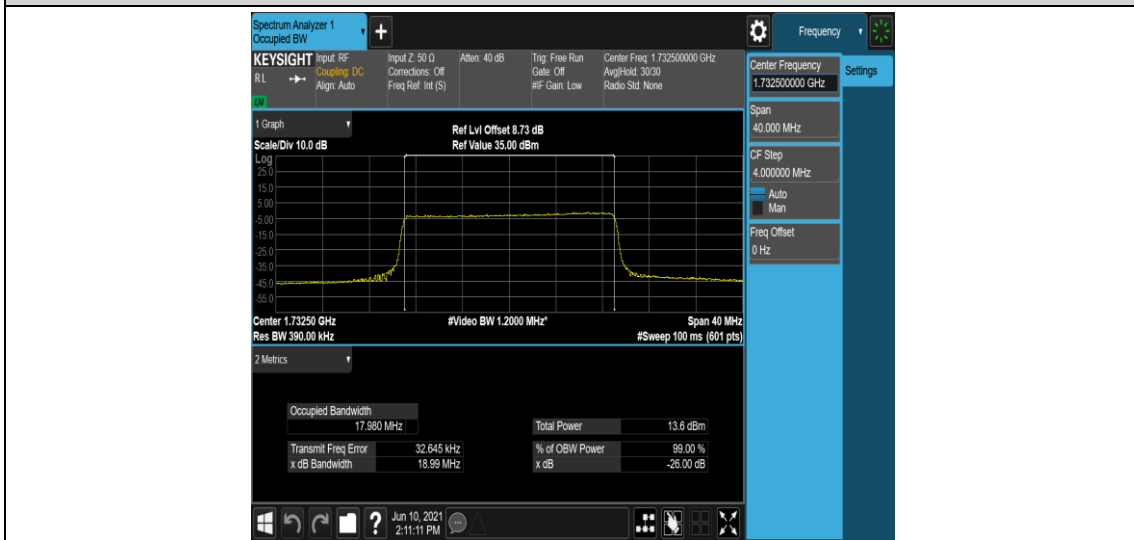 Spectrum Analyzer 1
Occupied BW
+
Frequency
KEYSIGHT
RL
LXI
Input: RF
Coupling: DC
Align: Auto
Input Z: 50 Ω
Corrections: Off
Freq Ref: Int (S)
Atten: 40 dB
Trig: Free Run
Gate: Off
#IF Gain: Low
Center Freq: 1.732500000 GHz
Avg|Hold: 30/30
Radio Std: None
Center Frequency
1.732500000 GHz
Settings
Span
40.000 MHz
CF Step
4.000000 MHz
Auto
Man
Freq Offset
0 Hz
1 Graph
Scale/Div 10.0 dB
Ref Lvl Offset 8.73 dB
Ref Value 35.00 dBm
Log
25.0
15.0
5.00
-5.00
-15.0
-25.0
-35.0
-45.0
-55.0
Center 1.73250 GHz
Res BW 390.00 kHz
#Video BW 1.2000 MHz*
Span 40 MHz
#Sweep 100 ms (601 pts)
2 Metrics
Occupied Bandwidth
17.980 MHz
Transmit Freq Error 32.645 kHz
x dB Bandwidth 18.99 MHz
Total Power 13.6 dBm
% of OBW Power 99.00 %
x dB -26.00 dB
?
Jun 10, 2021
2:11:11 PM